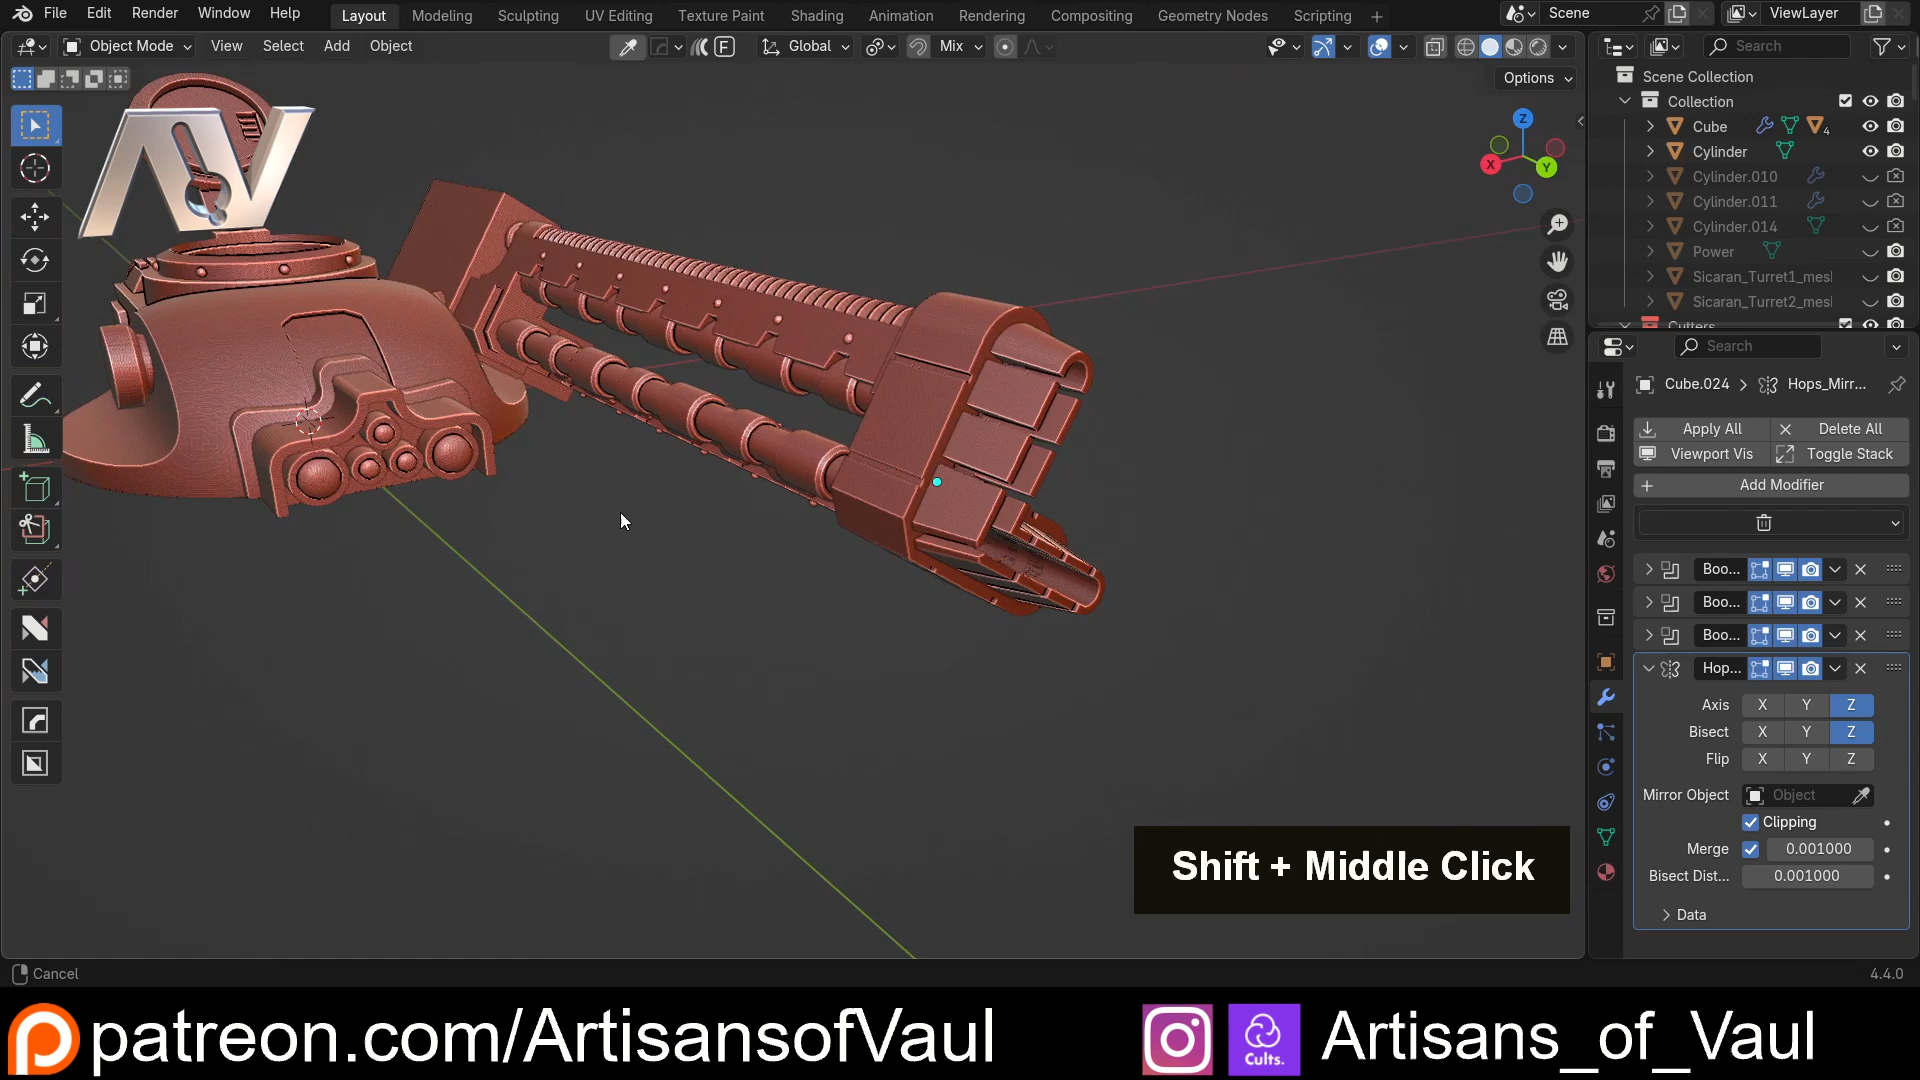 File Edit Render Window Help Layout Modeling Sculpting UV Editing Texture Paint Shading Animation Rendering Compositing Geometry Nodes Scripting + Scene ViewLayer
Object Mode View Select Add Object F Global Mix Search
Options
Scene Collection
Collection
Cube 4
Cylinder
Cylinder.010
Cylinder.011
Cylinder.014
Power
Sicaran_Turret1_mesl
Sicaran_Turret2_mesl
Cutters
Z
X
Y
Search
Cube.024 > Hops_Mirr...
Apply All Delete All
Viewport Vis Toggle Stack
Add Modifier
Boo...
Boo...
Boo...
Hop...
Axis X Y Z
Bisect X Y Z
Flip X Y Z
Mirror Object Object
Clipping
Merge 0.001000
Bisect Dist... 0.001000
Data
Shift + Middle Click
Cancel 4.4.0
patreon.com/ArtisansofVaul Cults. Artisans_of_Vaul